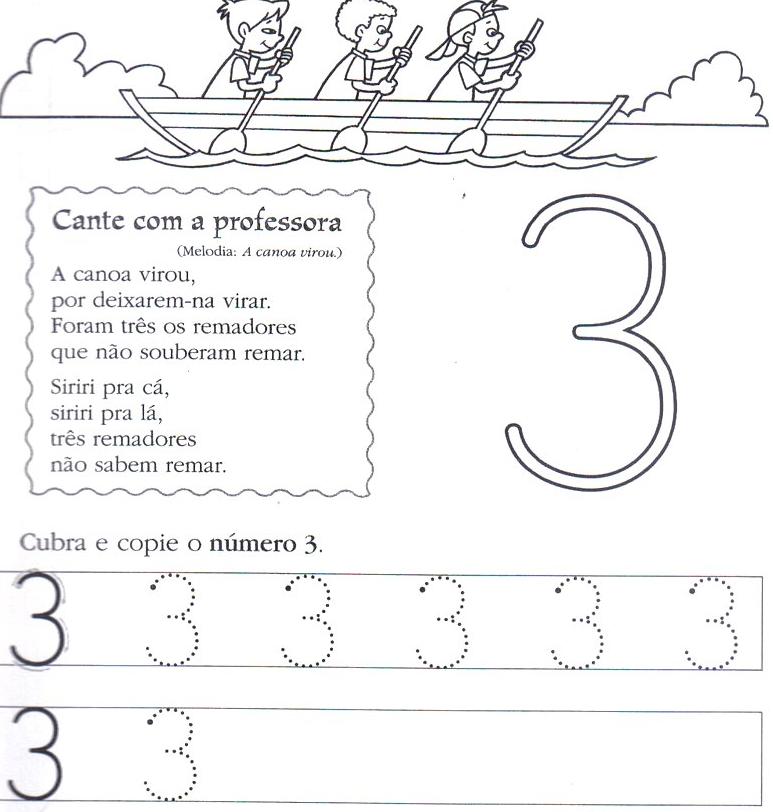 Cante com a professora
(Melodia: A canoa virou.)
A canoa virou,
por deixarem-na virar.
Foram três os remadores
que não souberam remar.
Siriri pra cá,
siriri pra lá,
três remadores
não sabem remar.
3
Cubra e copie o número 3.
3 3 3 3 3 3
3 3